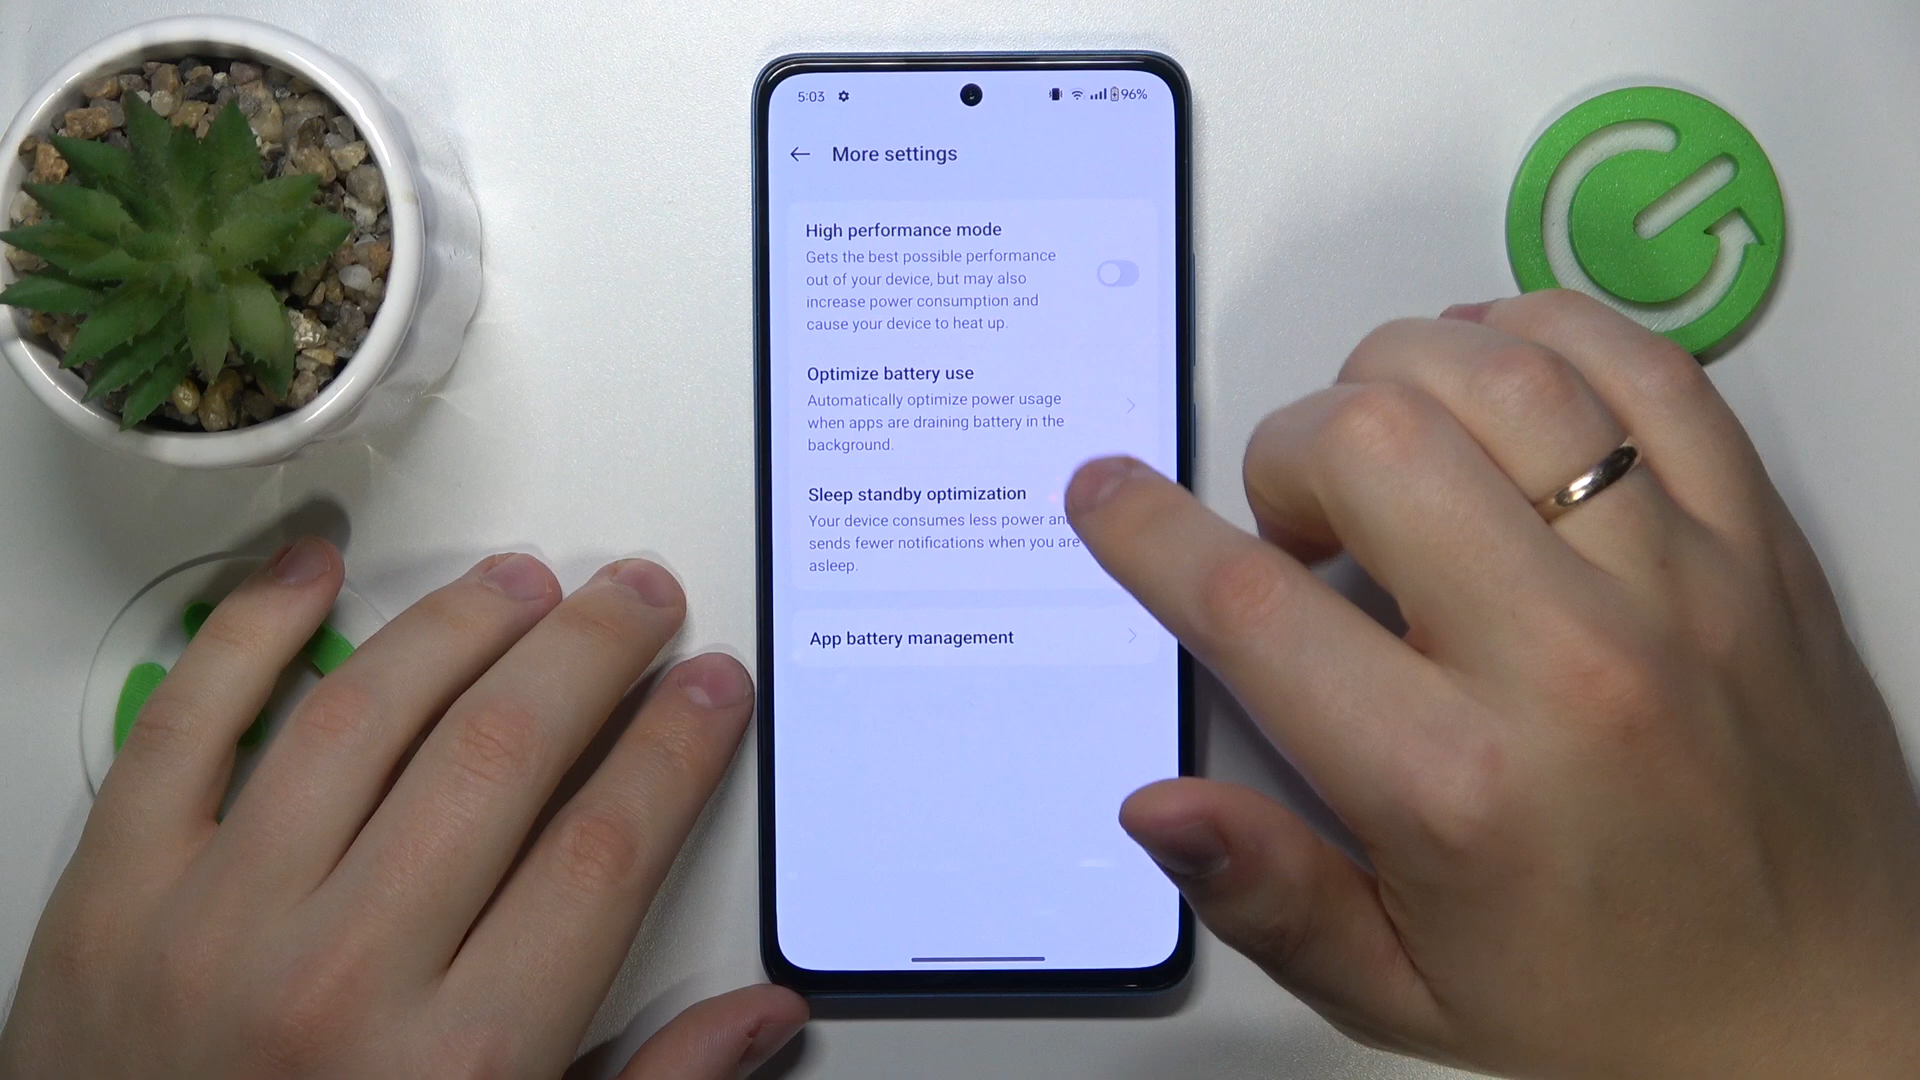 5:03 96%
More settings
High performance mode
Gets the best possible performance
out of your device, but may also
increase power consumption and
cause your device to heat up.
Optimize battery use
Automatically optimize power usage
when apps are draining battery in the
background.
Sleep standby optimization
Your device consumes less power
sends fewer notifications when you are
asleep.
App battery management